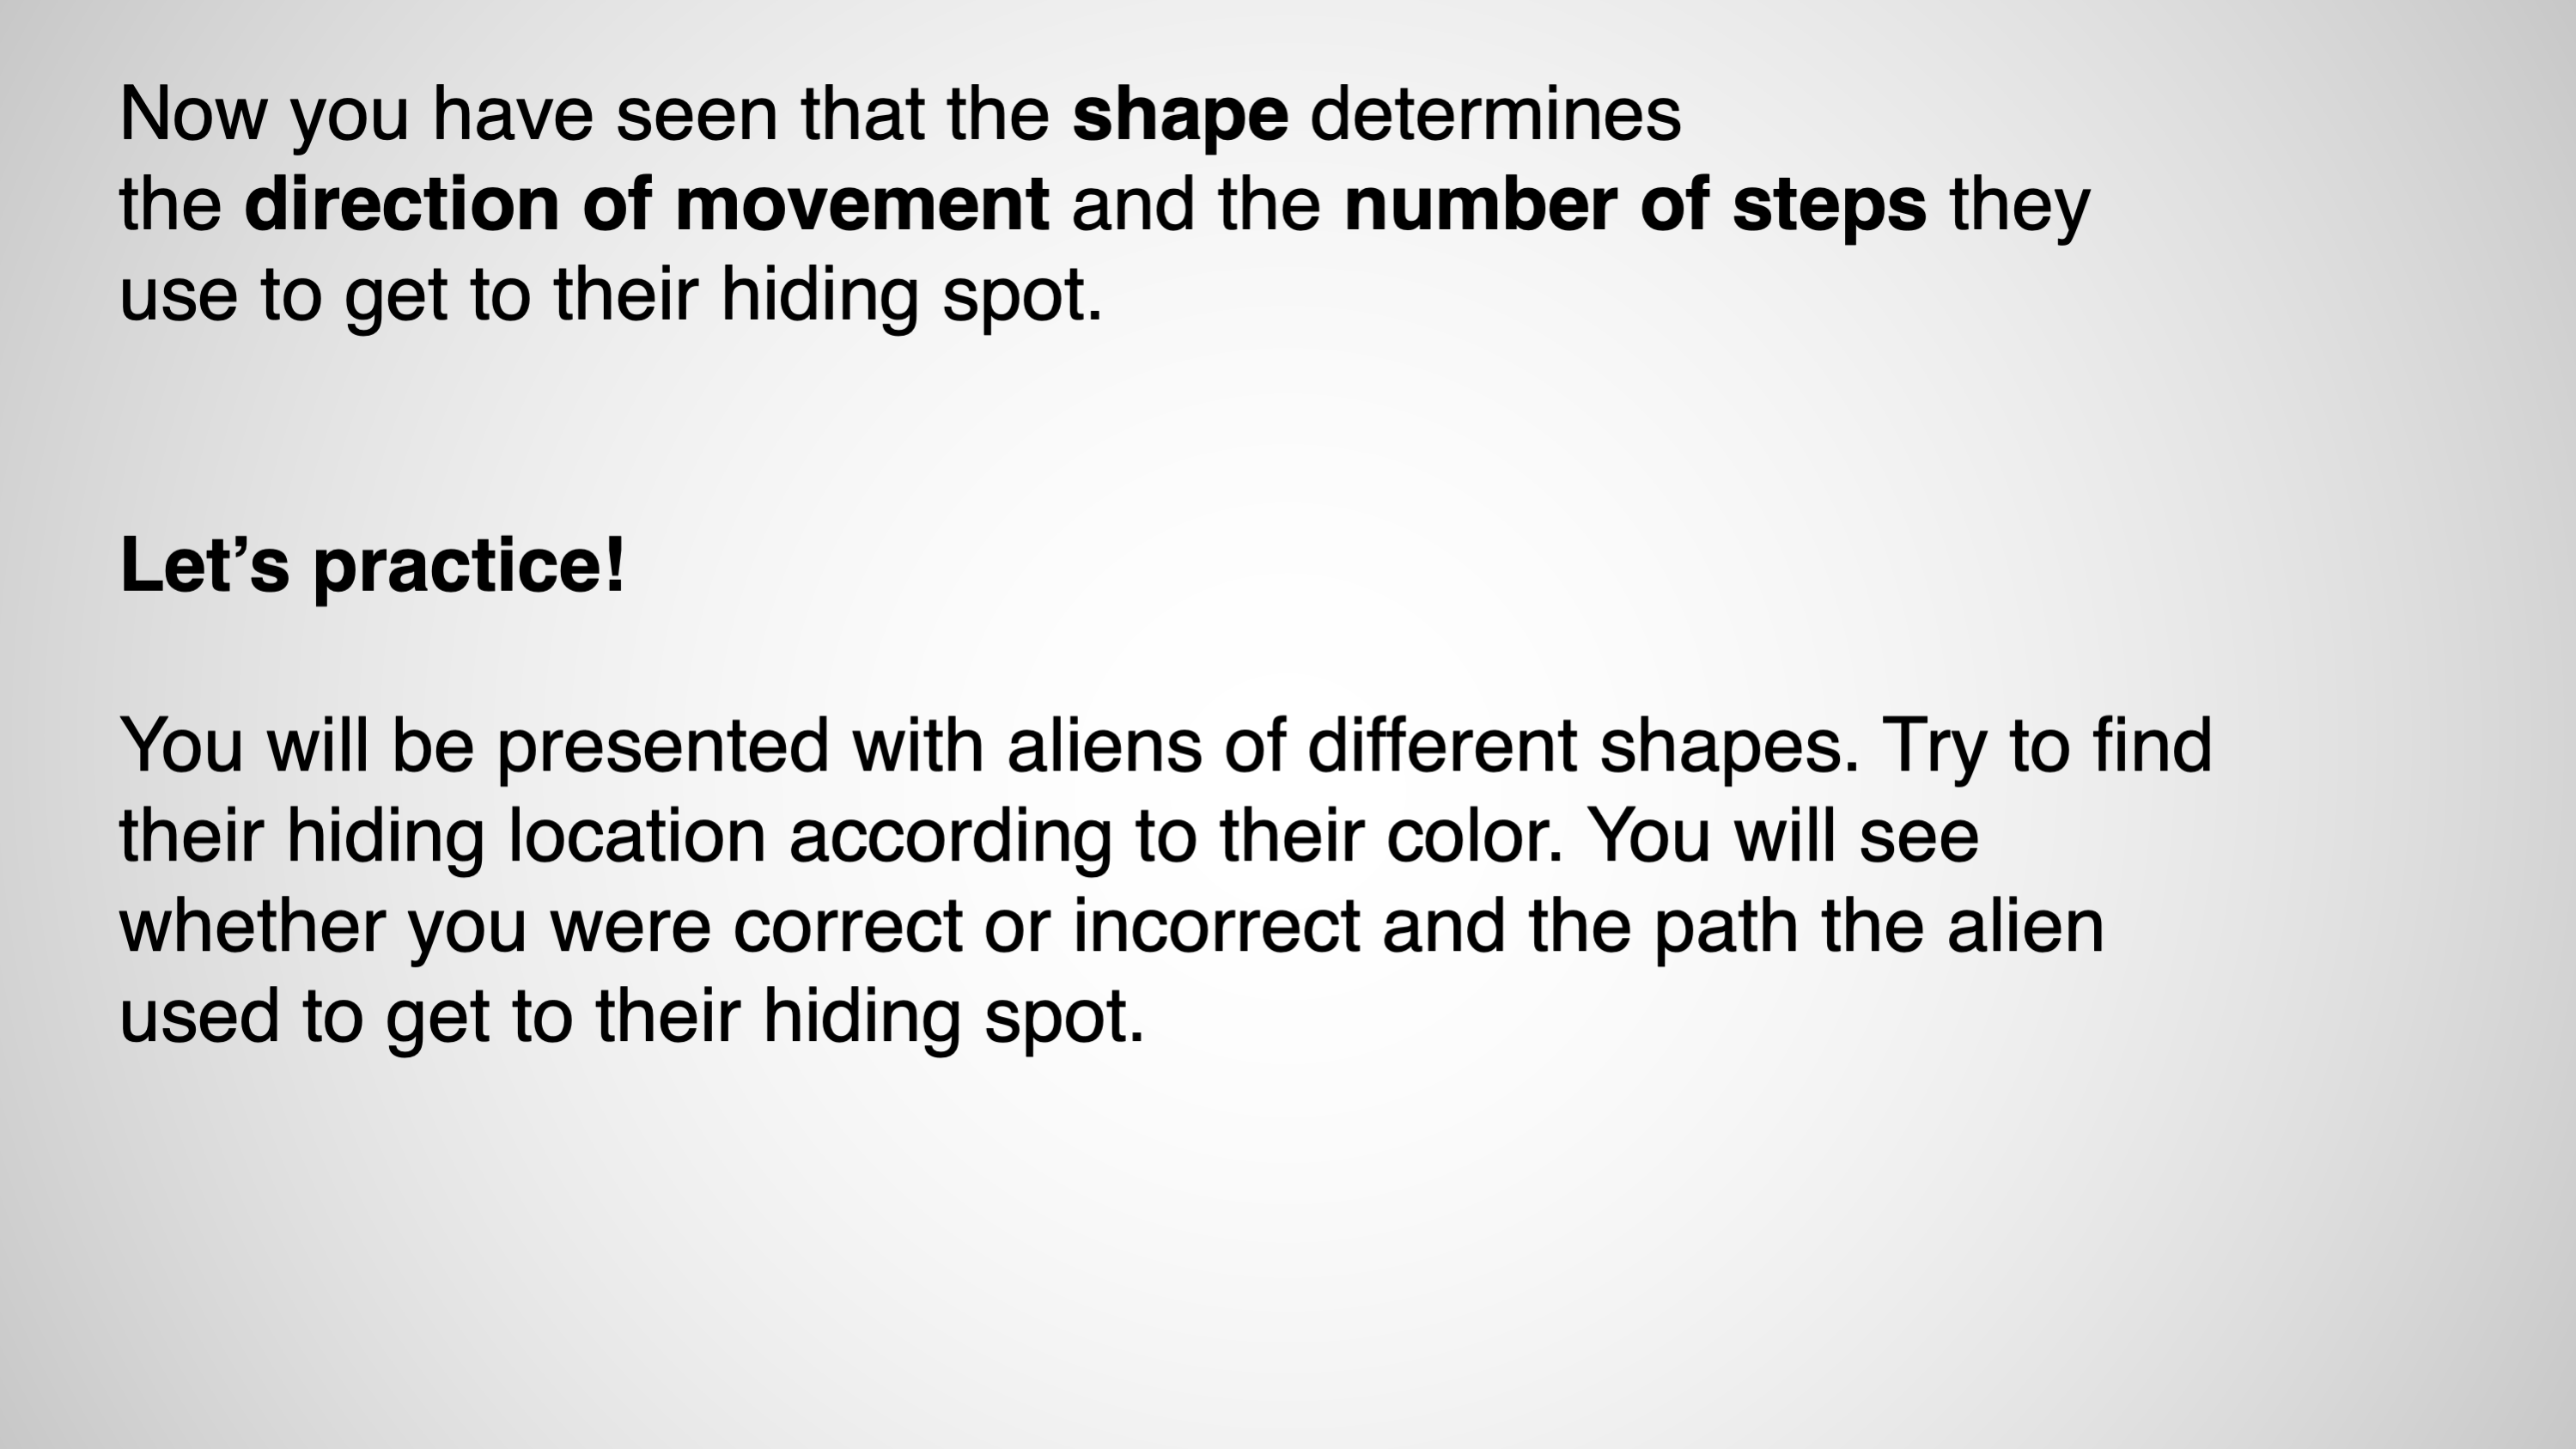 Now you have seen that the shape determines
the direction of movement and the number of steps they
use to get to their hiding spot.
Let’s practice!
You will be presented with aliens of different shapes. Try to find
their hiding location according to their color. You will see
whether you were correct or incorrect and the path the alien
used to get to their hiding spot.